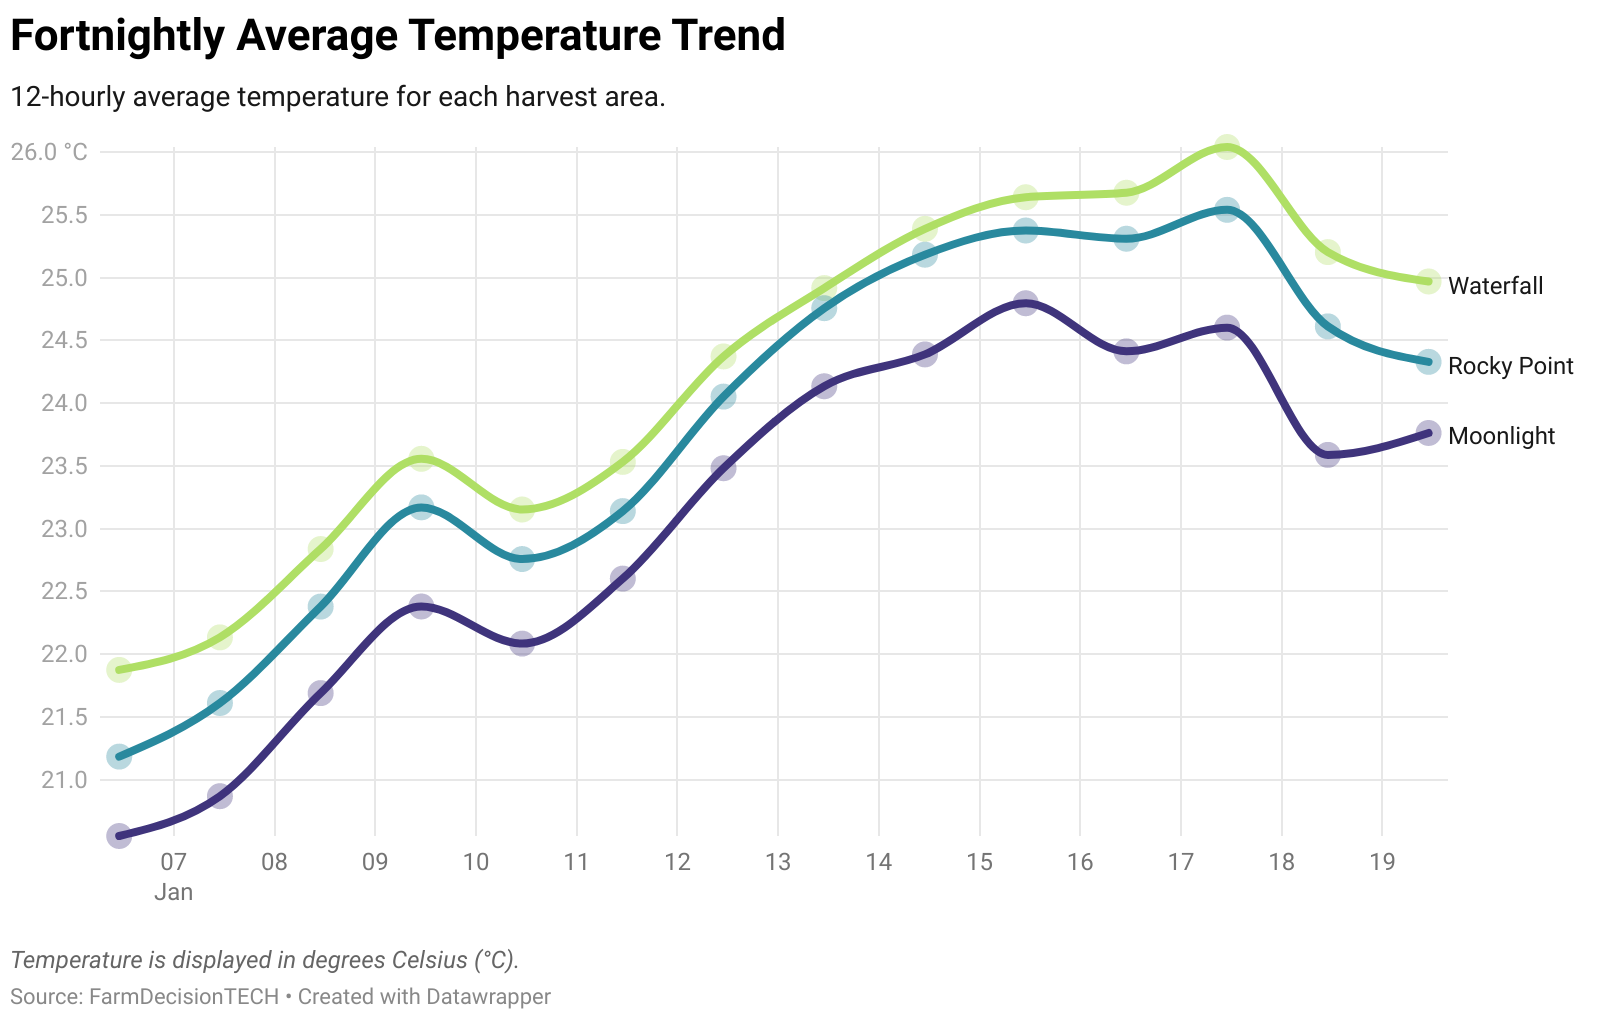 Fortnightly Average Temperature Trend
12-hourly average temperature for each harvest area.
26.0 °C
25.5
25.0
24.5
24.0
23.5
23.0
22.5
22.0
21.5
21.0
Waterfall
Rocky Point
Moonlight
07 08 09 10 11 12 13 14 15 16 17 18 19
Jan
Temperature is displayed in degrees Celsius (°C).
Source: FarmDecisionTECH • Created with Datawrapper